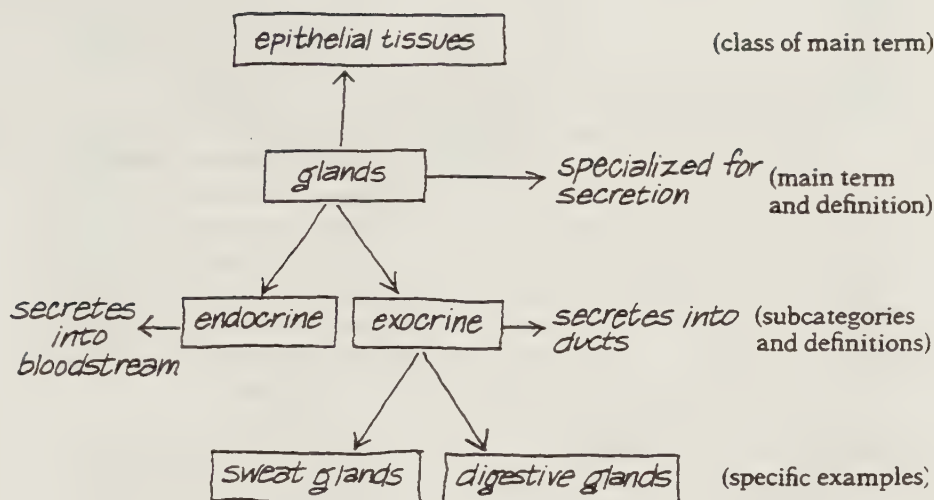 epithelial tissues (class of main term)
glands
specialized for
secretion
(main term
and definition)
secretes
into
bloodstream
endocrine
exocrine
secretes into
ducts
(subcategories
and definitions)
sweat glands
digestive glands
(specific examples)